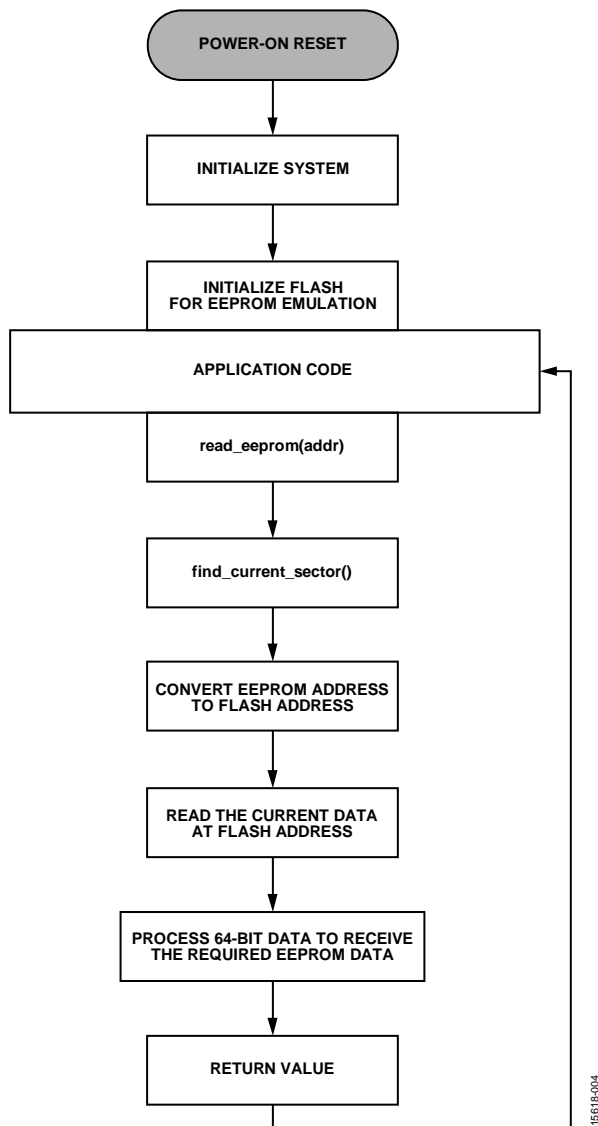 POWER-ON RESET
INITIALIZE SYSTEM
INITIALIZE FLASH
FOR EEPROM EMULATION
APPLICATION CODE
read_eeprom(addr)
find_current_sector()
CONVERT EEPROM ADDRESS
TO FLASH ADDRESS
READ THE CURRENT DATA
AT FLASH ADDRESS
PROCESS 64-BIT DATA TO RECEIVE
THE REQUIRED EEPROM DATA
RETURN VALUE
15618-004